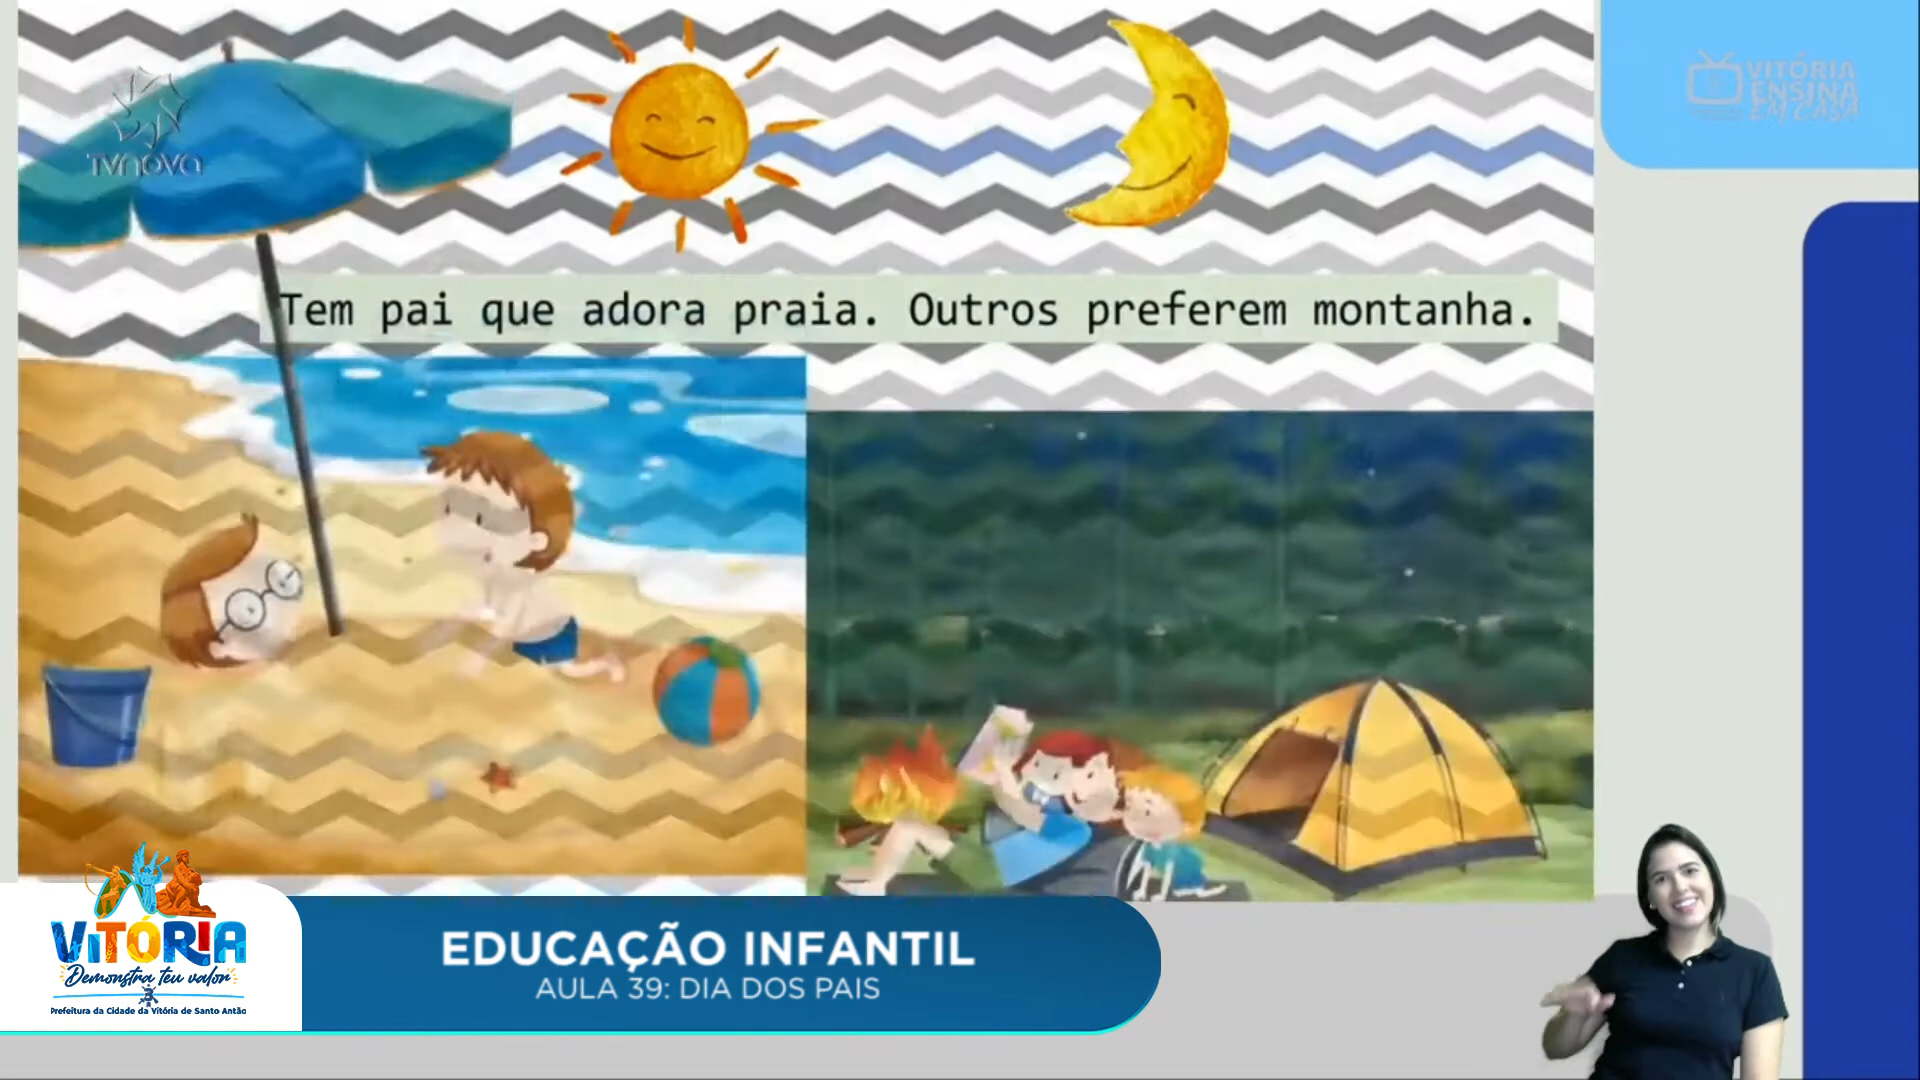 TVNOVA
VITÓRIA
ENSINA
EM CASA
Tem pai que adora praia. Outros preferem montanha.
VITÓRIA
Demonstra teu valor
Prefeitura da Cidade da Vitória de Santo Antão
EDUCAÇÃO INFANTIL
AULA 39: DIA DOS PAIS